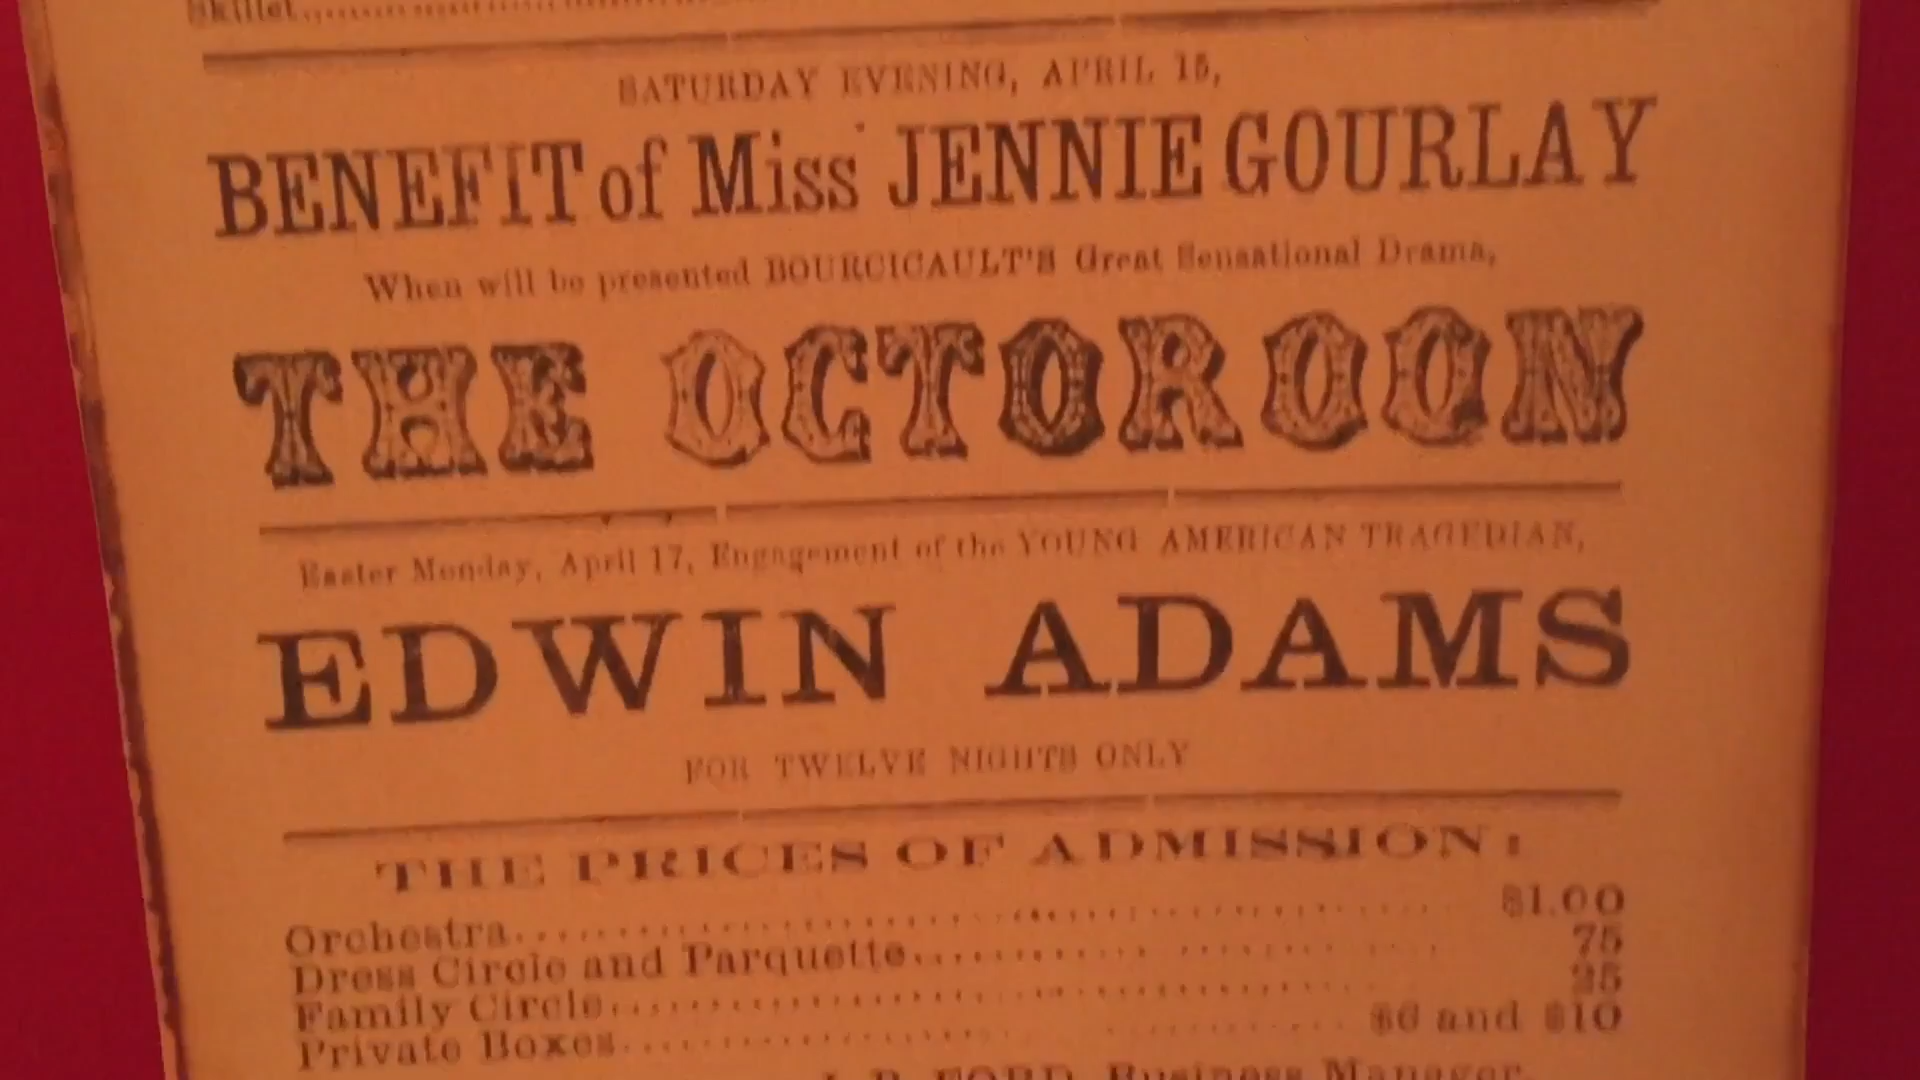 Skillet
SATURDAY EVENING, APRIL 15,
BENEFIT of Miss JENNIE GOURLAY
When will be presented BOURCICAULT'S Great Sensational Drama,
THE OCTOROON
Easter Monday, April 17, Engagement of the YOUNG AMERICAN TRAGEDIAN,
EDWIN ADAMS
FOR TWELVE NIGHTS ONLY
THE PRICES OF ADMISSION:
Orchestra $1.00
Dress Circle and Parquette 75
Family Circle 25
Private Boxes $6 and $10
J. R. FORD, Business Manager.